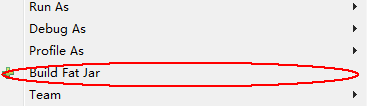 Run As
Debug As
Profile As
Build Fat Jar
Team